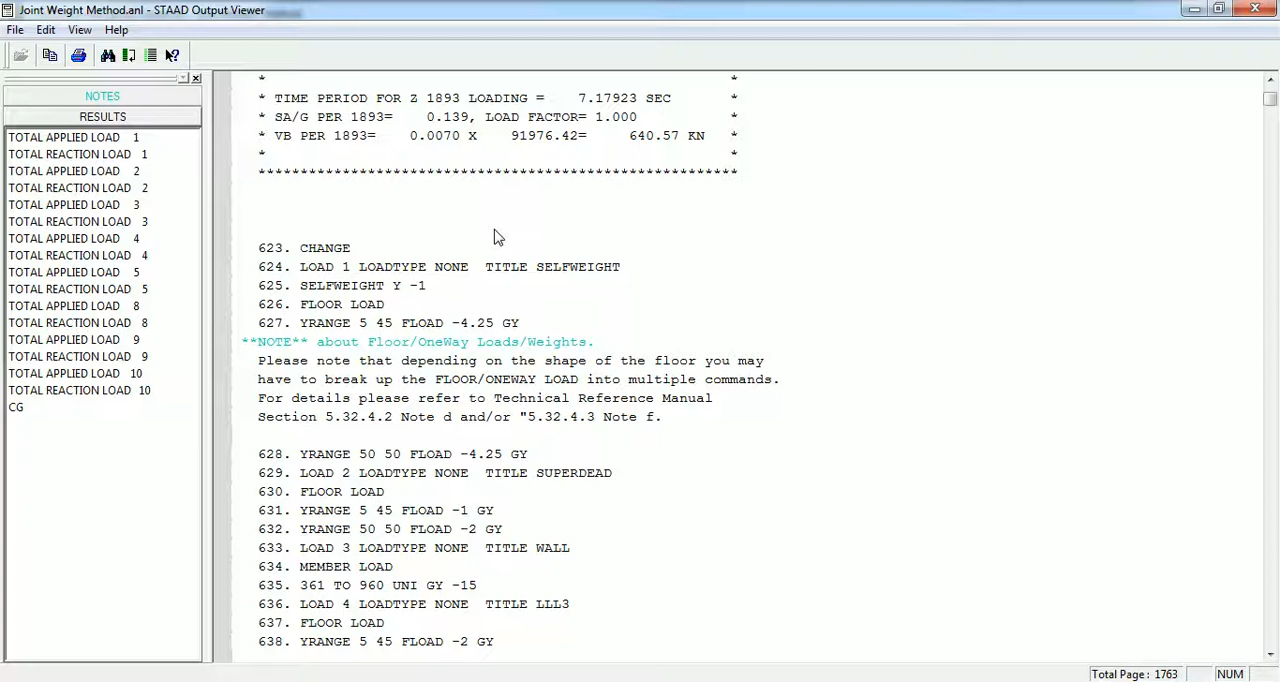 Joint Weight Method.anl - STAAD Output Viewer
File Edit View Help
NOTES
RESULTS
TOTAL APPLIED LOAD 1
TOTAL REACTION LOAD 1
TOTAL APPLIED LOAD 2
TOTAL REACTION LOAD 2
TOTAL APPLIED LOAD 3
TOTAL REACTION LOAD 3
TOTAL APPLIED LOAD 4
TOTAL REACTION LOAD 4
TOTAL APPLIED LOAD 5
TOTAL REACTION LOAD 5
TOTAL APPLIED LOAD 8
TOTAL REACTION LOAD 8
TOTAL APPLIED LOAD 9
TOTAL REACTION LOAD 9
TOTAL APPLIED LOAD 10
TOTAL REACTION LOAD 10
CG
* *
* TIME PERIOD FOR Z 1893 LOADING = 7.17923 SEC *
* SA/G PER 1893= 0.139, LOAD FACTOR= 1.000 *
* VB PER 1893= 0.0070 X 91976.42= 640.57 KN *
* *
*********************************************************
623. CHANGE
624. LOAD 1 LOADTYPE NONE TITLE SELFWEIGHT
625. SELFWEIGHT Y -1
626. FLOOR LOAD
627. YRANGE 5 45 FLOAD -4.25 GY
**NOTE** about Floor/OneWay Loads/Weights.
Please note that depending on the shape of the floor you may
have to break up the FLOOR/ONEWAY LOAD into multiple commands.
For details please refer to Technical Reference Manual
Section 5.32.4.2 Note d and/or "5.32.4.3 Note f.
628. YRANGE 50 50 FLOAD -4.25 GY
629. LOAD 2 LOADTYPE NONE TITLE SUPERDEAD
630. FLOOR LOAD
631. YRANGE 5 45 FLOAD -1 GY
632. YRANGE 50 50 FLOAD -2 GY
633. LOAD 3 LOADTYPE NONE TITLE WALL
634. MEMBER LOAD
635. 361 TO 960 UNI GY -15
636. LOAD 4 LOADTYPE NONE TITLE LLL3
637. FLOOR LOAD
638. YRANGE 5 45 FLOAD -2 GY
Total Page : 1763 NUM